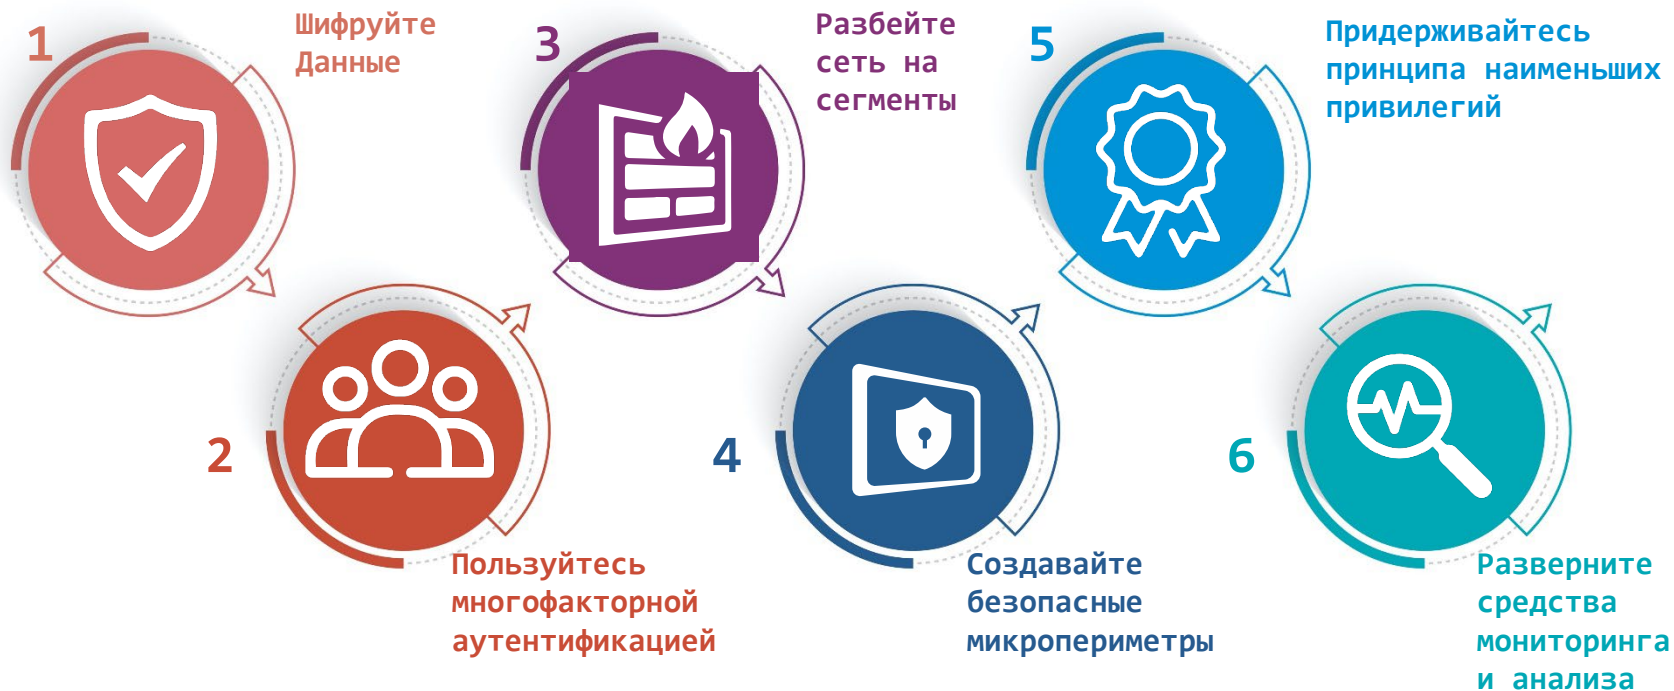 1
Шифруйте
Данные
2
Пользуйтесь
многофакторной
аутентификацией
3
Разбейте
сеть на
сегменты
4
Создавайте
безопасные
микропериметры
5
Придерживайтесь
принципа наименьших
привилегий
6
Разверните
средства
мониторинга
и анализа